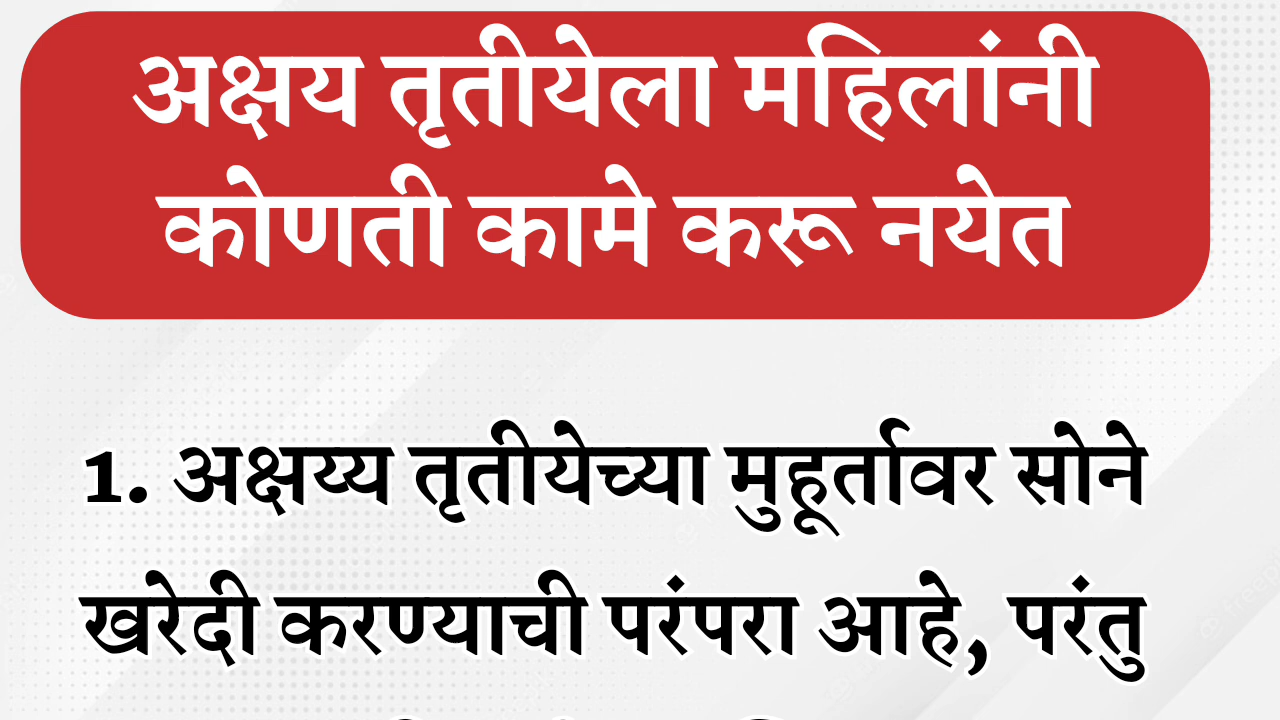 अक्षय तृतीयेला महिलांनी
कोणती कामे करू नयेत
1. अक्षय्य तृतीयेच्या मुहूर्तावर सोने
खरेदी करण्याची परंपरा आहे, परंतु